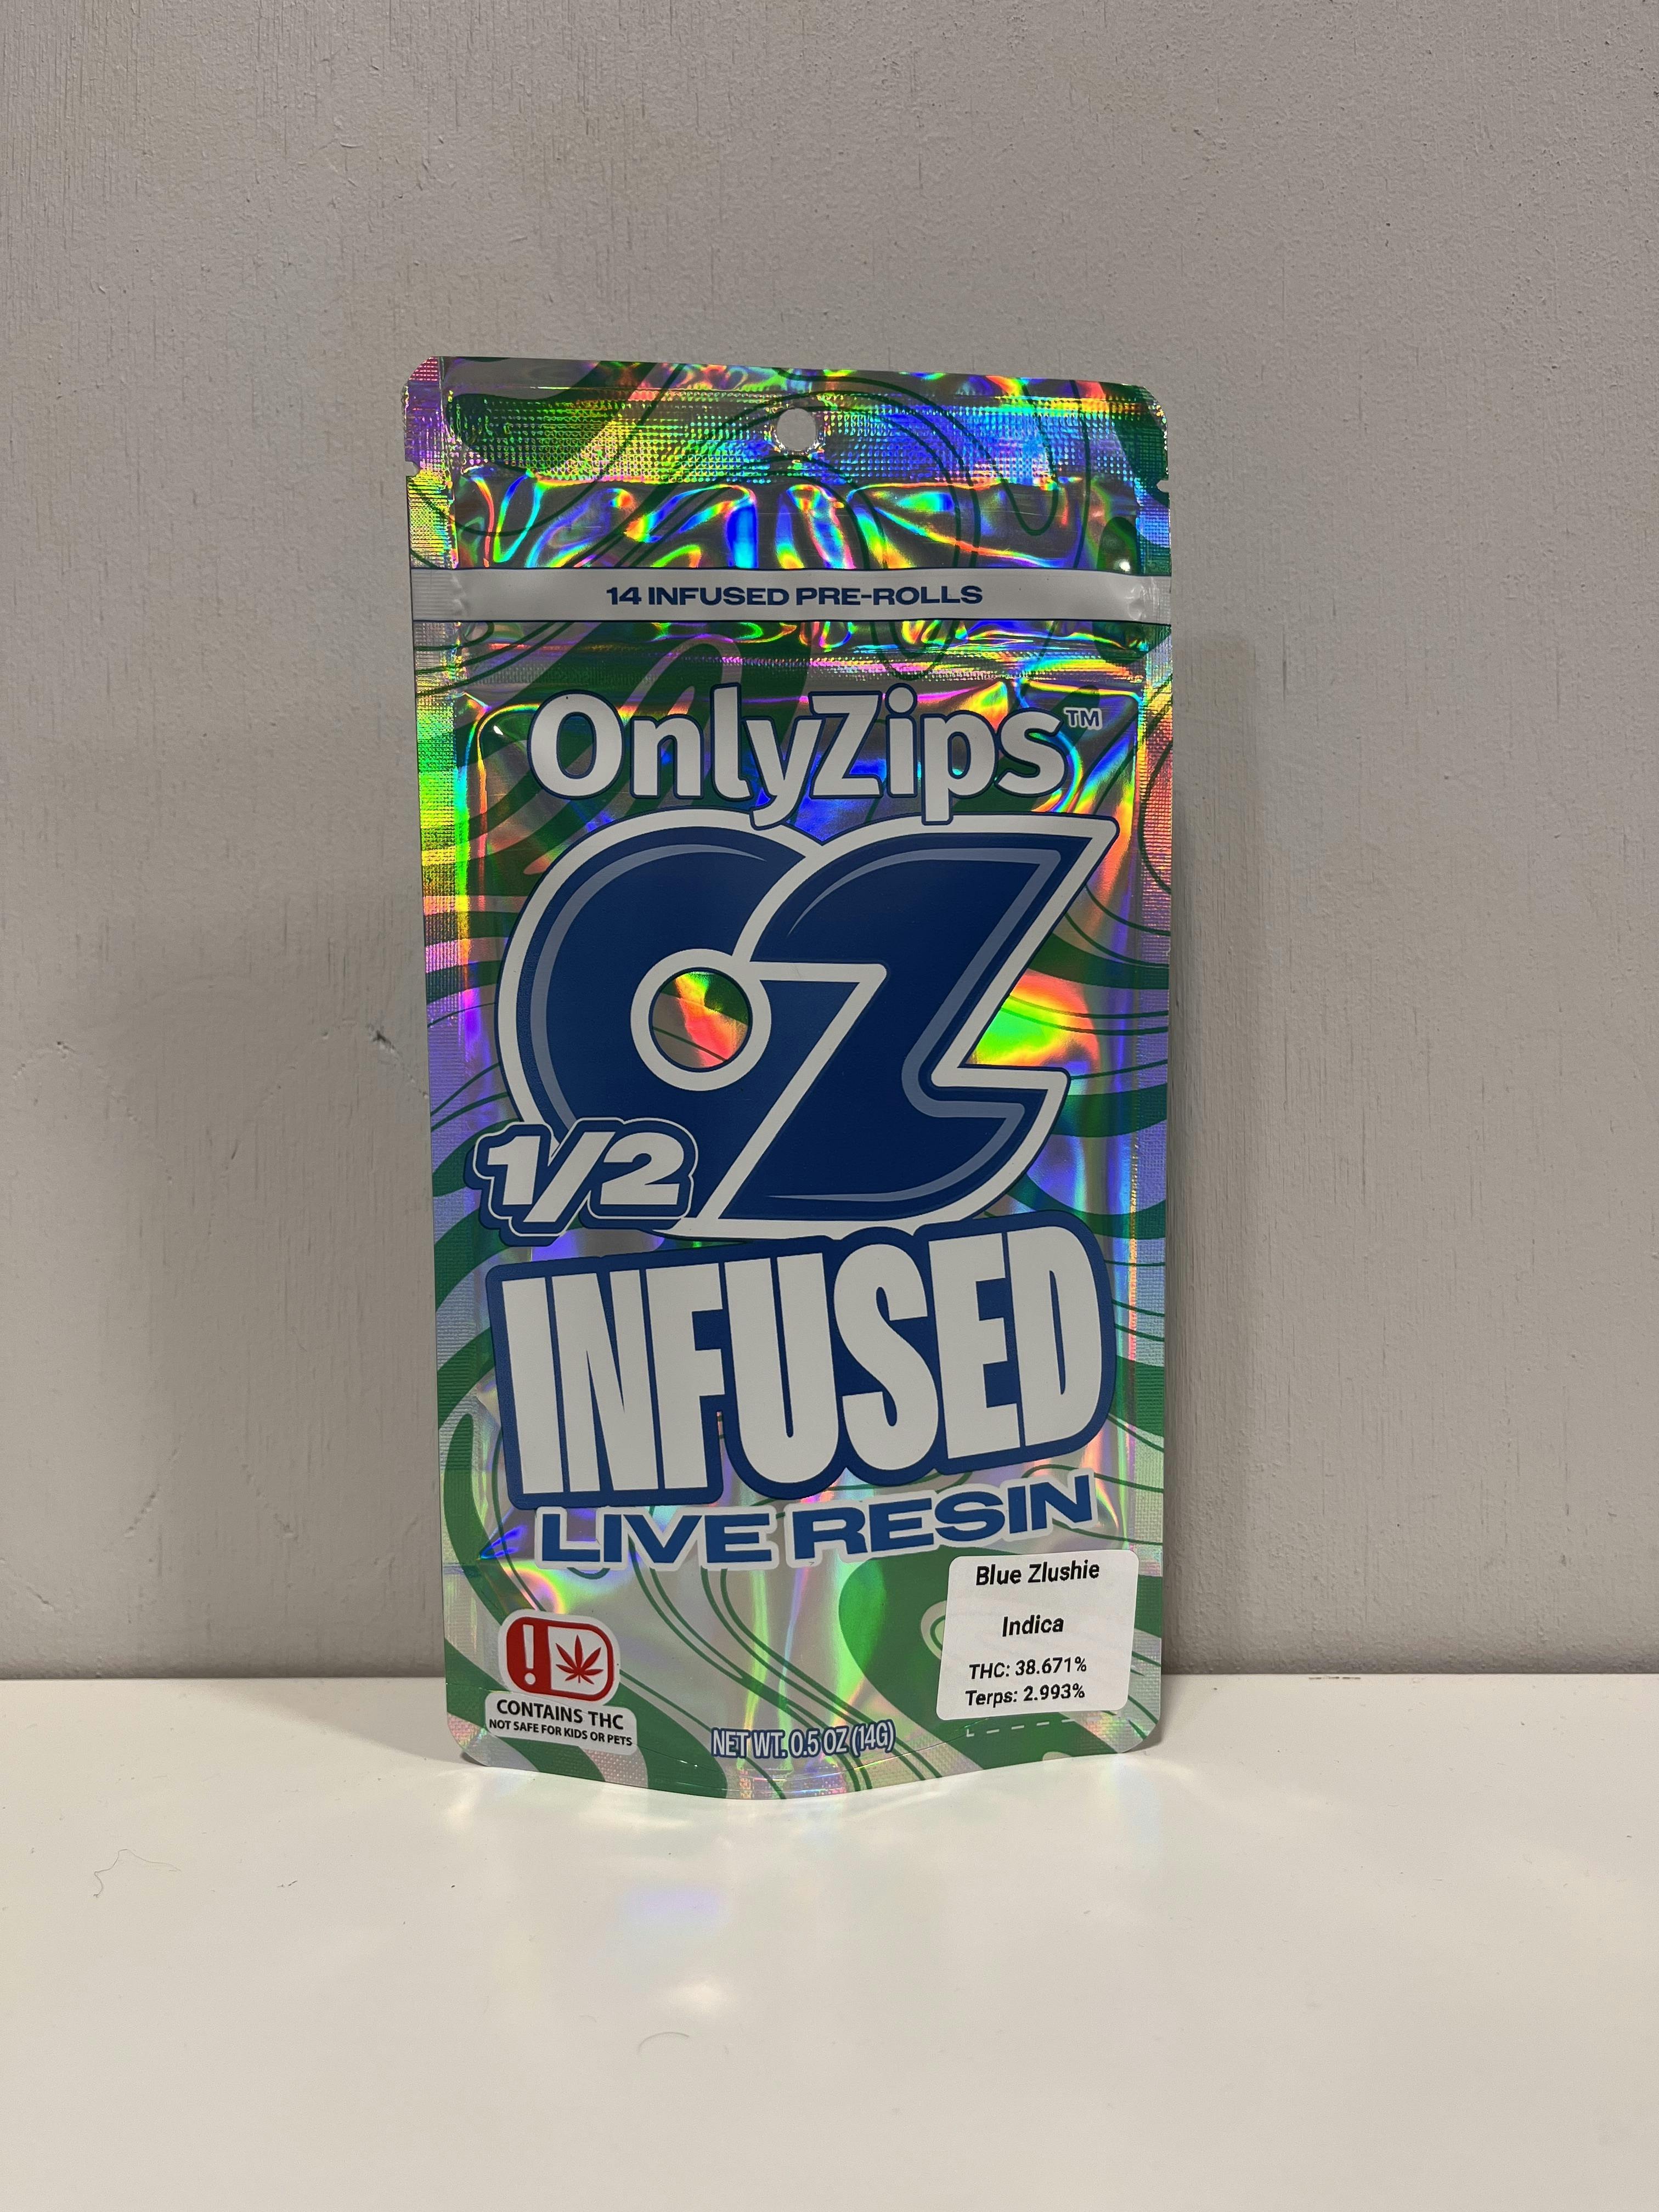 14 INFUSED PRE-ROLLS
OnlyZips™
OZ
1/2
INFUSED
LIVE RESIN
Blue Zlushie
Indica
THC: 38.671%
Terps: 2.993%
!
CONTAINS THC
NOT SAFE FOR KIDS OR PETS
NET WT. 0.5 OZ (14G)